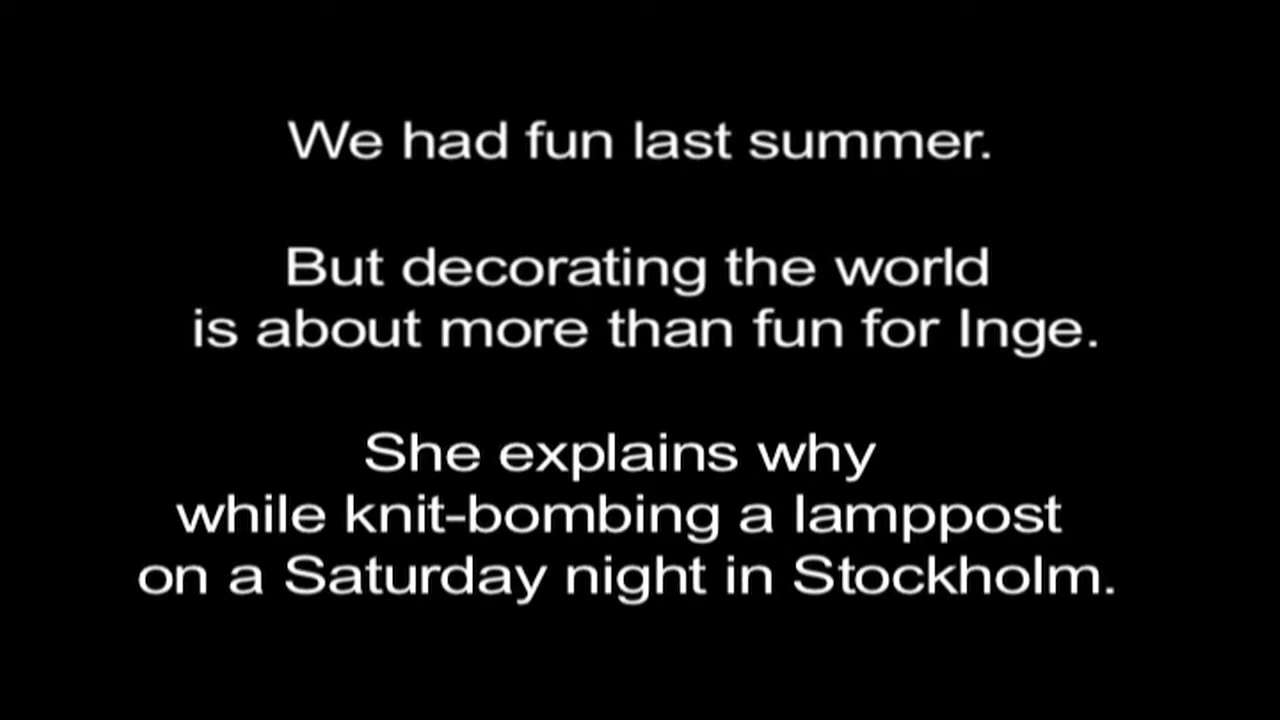 We had fun last summer.
But decorating the world
is about more than fun for Inge.
She explains why
while knit-bombing a lamppost
on a Saturday night in Stockholm.